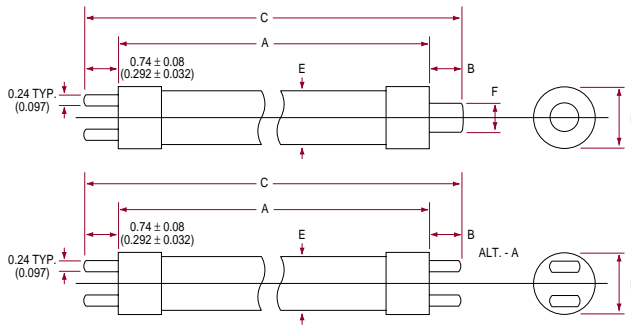 C
A
0.74 ± 0.08
(0.292 ± 0.032)
E
B
F
0.24 TYP.
(0.097)
C
A
0.74 ± 0.08
(0.292 ± 0.032)
E
B
ALT. - A
0.24 TYP.
(0.097)